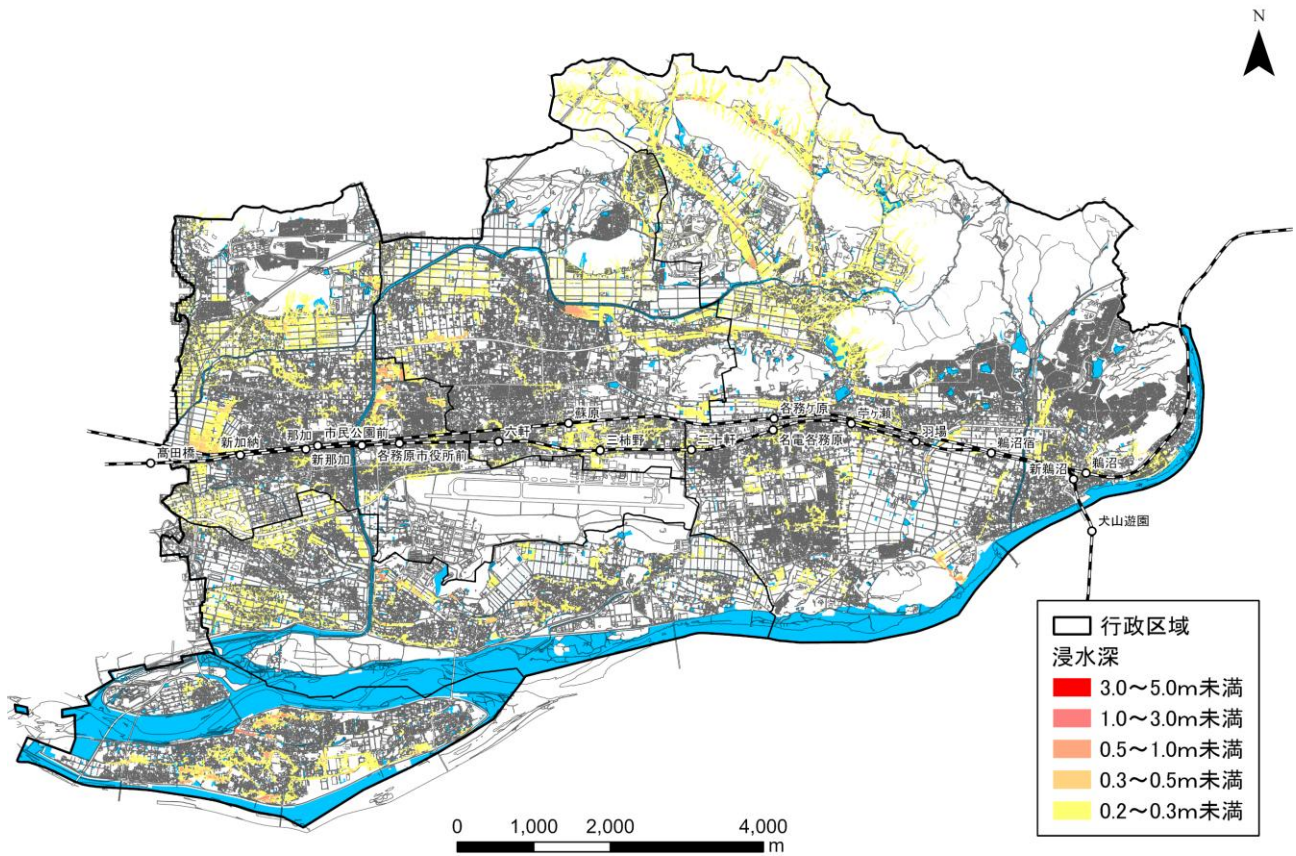 N
各務ヶ原
苧ヶ瀬
蘇原
羽場
市民公園前
那加
六軒
新加納
三柿野
二十軒
名電各務原
鵜沼宿
高田橋
新那加
各務原市役所前
新鵜沼
鵜沼
犬山遊園
行政区域
浸水深
3.0～5.0m未満
1.0～3.0m未満
0.5～1.0m未満
0.3～0.5m未満
0.2～0.3m未満
0 1,000 2,000 4,000
m